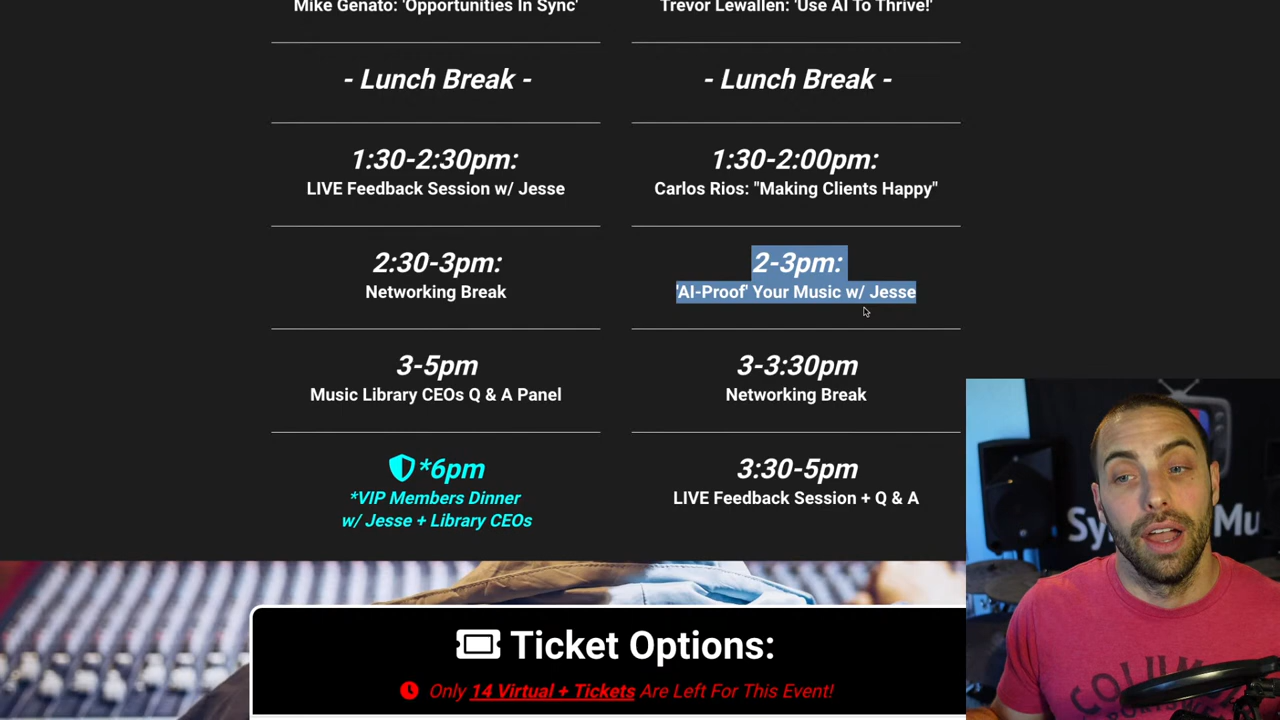 Mike Genato: 'Opportunities In Sync'
- Lunch Break -
1:30-2:30pm:
LIVE Feedback Session w/ Jesse
2:30-3pm:
Networking Break
3-5pm
Music Library CEOs Q & A Panel
*6pm
*VIP Members Dinner
w/ Jesse + Library CEOs
Trevor Lewallen: 'Use AI To Thrive!'
- Lunch Break -
1:30-2:00pm:
Carlos Rios: "Making Clients Happy"
2-3pm:
'AI-Proof' Your Music w/ Jesse
3-3:30pm
Networking Break
3:30-5pm
LIVE Feedback Session + Q & A
Ticket Options:
Only 14 Virtual + Tickets Are Left For This Event!